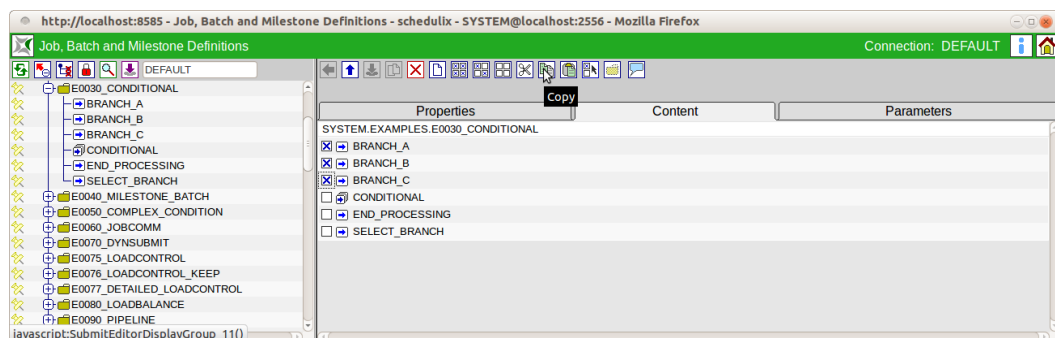 http://localhost:8585 - Job, Batch and Milestone Definitions - schedulix - SYSTEM@localhost:2556 - Mozilla Firefox
Job, Batch and Milestone Definitions
Connection: DEFAULT
DEFAULT
E0030_CONDITIONAL
BRANCH_A
BRANCH_B
BRANCH_C
CONDITIONAL
END_PROCESSING
SELECT_BRANCH
E0040_MILESTONE_BATCH
E0050_COMPLEX_CONDITION
E0060_JOBCOMM
E0070_DYNSUBMIT
E0075_LOADCONTROL
E0076_LOADCONTROL_KEEP
E0077_DETAILED_LOADCONTROL
E0080_LOADBALANCE
E0090_PIPELINE
javascript:SubmitEditorDisplayGroup_11()
Copy
Properties
Content
Parameters
SYSTEM.EXAMPLES.E0030_CONDITIONAL
BRANCH_A
BRANCH_B
BRANCH_C
CONDITIONAL
END_PROCESSING
SELECT_BRANCH